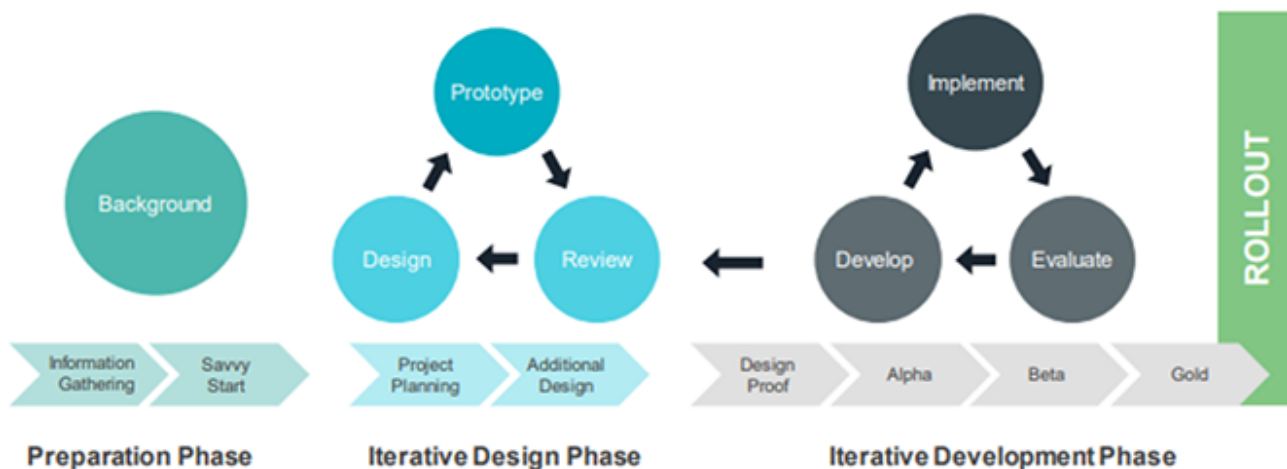 Prototype
Implement
Background
Design
Review
Develop
Evaluate
ROLLOUT
Information
Gathering
Savvy
Start
Project
Planning
Additional
Design
Design
Proof
Alpha
Beta
Gold
Preparation Phase
Iterative Design Phase
Iterative Development Phase